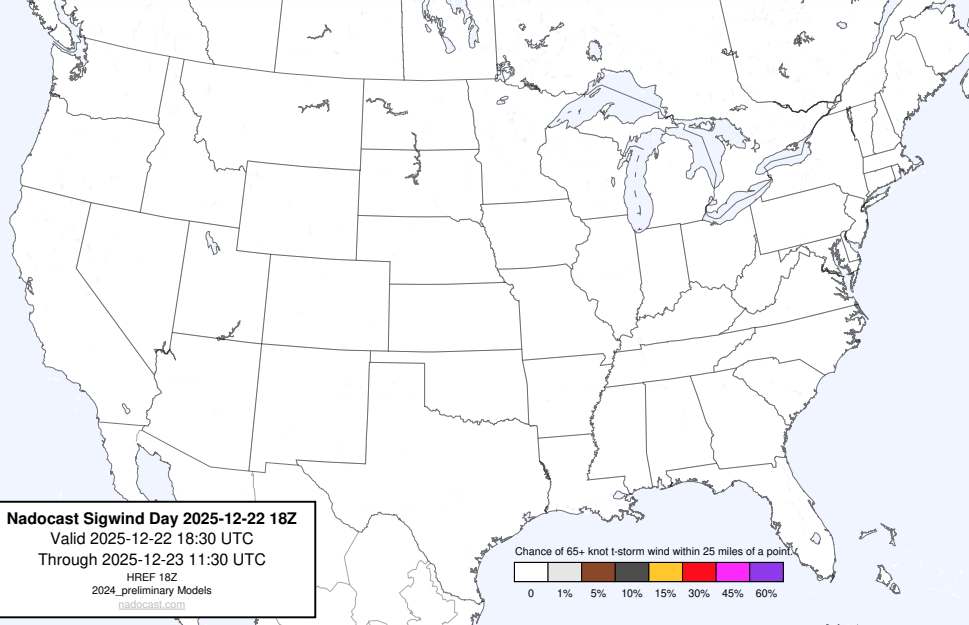 Nadocast Sigwind Day 2025-12-22 18Z
Valid 2025-12-22 18:30 UTC
Through 2025-12-23 11:30 UTC
HREF 18Z
2024_preliminary Models
nadocast.com
Chance of 65+ knot t-storm wind within 25 miles of a point.
0 1% 5% 10% 15% 30% 45% 60%